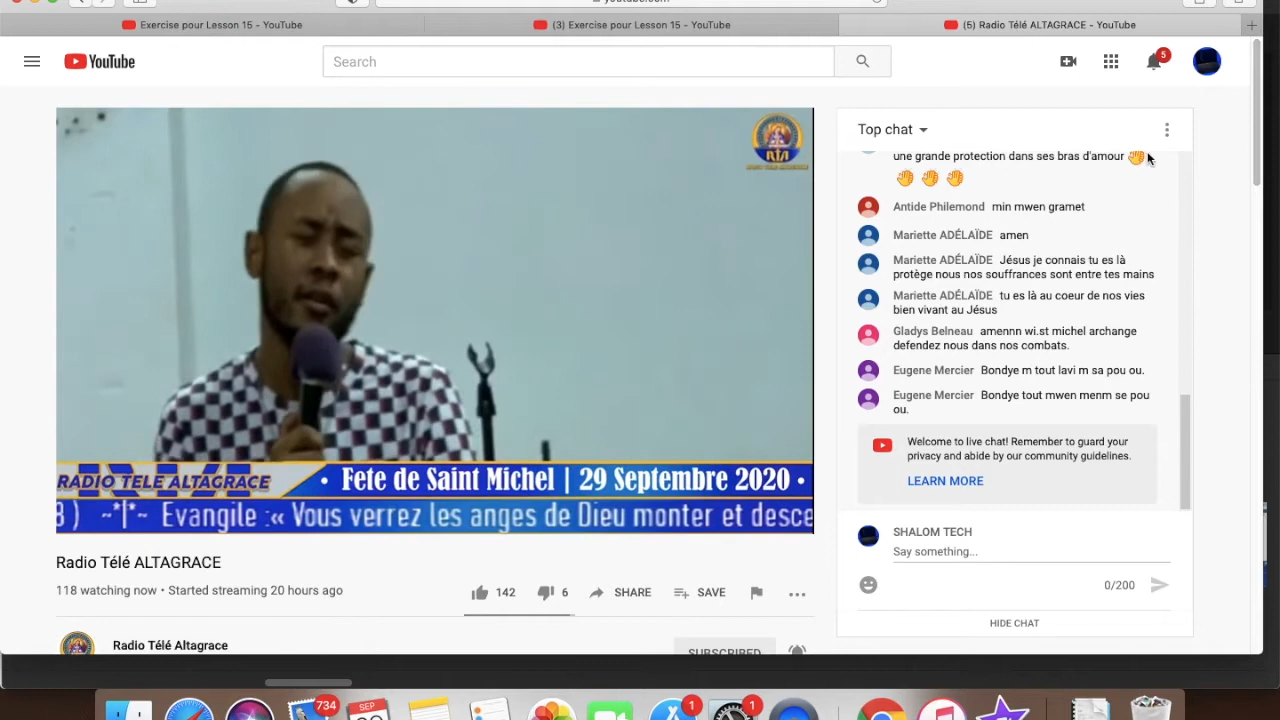 Exercise pour Lesson 15 - YouTube
(3) Exercise pour Lesson 15 - YouTube
(5) Radio Télé ALTAGRACE - YouTube
YouTube
Search
5
Top chat
une grande protection dans ses bras d'amour
Antide Philemond min mwen gramet
Mariette ADÉLAÏDE amen
Mariette ADÉLAÏDE Jésus je connais tu es là
protège nous nos souffrances sont entre tes mains
Mariette ADÉLAÏDE tu es là au coeur de nos vies
bien vivant au Jésus
Gladys Belneau amennn wi.st michel archange
defendez nous dans nos combats.
Eugene Mercier Bondye m tout lavi m sa pou ou.
Eugene Mercier Bondye tout mwen menm se pou
ou.
Welcome to live chat! Remember to guard your
privacy and abide by our community guidelines.
LEARN MORE
SHALOM TECH
Say something...
0/200
HIDE CHAT
RTA
RADIO TELE ALTAGRACE
• Fete de Saint Michel | 29 Septembre 2020 •
8 ) ~*|*~ Evangile :« Vous verrez les anges de Dieu monter et desce
Radio Télé ALTAGRACE
118 watching now • Started streaming 20 hours ago
142
6
SHARE
SAVE
Radio Télé Altagrace
SUBSCRIBED
734
SEP
1
1